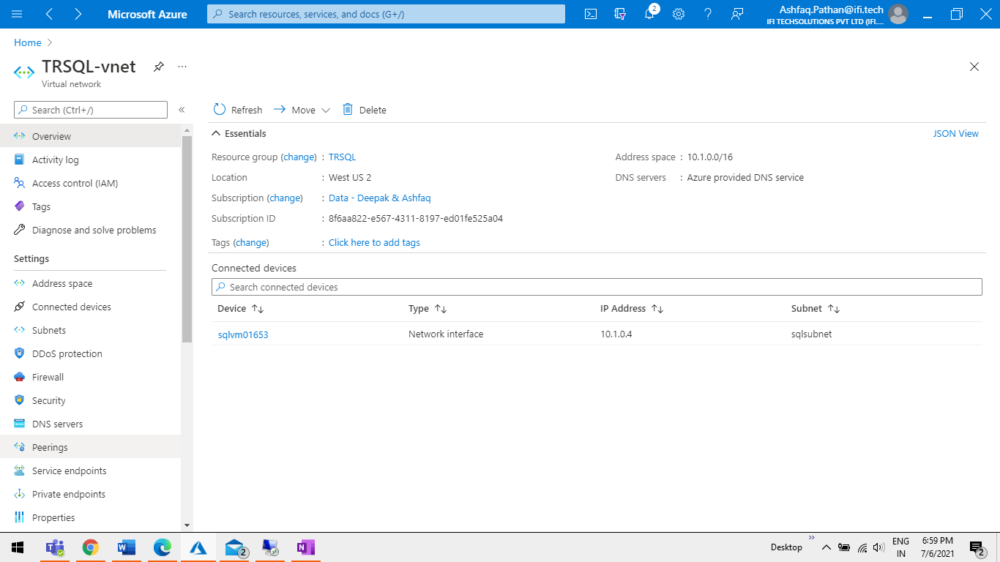 Microsoft Azure
Search resources, services, and docs (G+/)
2
Ashfaq.Pathan@ifi.tech
IFI TECHSOLUTIONS PVT LTD (IFI....
Home >
TRSQL-vnet
...
Virtual network
Search (Ctrl+/)
«
Overview
Activity log
Access control (IAM)
Tags
Diagnose and solve problems
Settings
Address space
Connected devices
Subnets
DDoS protection
Firewall
Security
DNS servers
Peerings
Service endpoints
Private endpoints
Properties
Refresh Move Delete
Essentials JSON View
Resource group (change) : TRSQL
Location : West US 2
Subscription (change) : Data - Deepak & Ashfaq
Subscription ID : 8f6aa822-e567-4311-8197-ed01fe525a04
Tags (change) : Click here to add tags
Address space : 10.1.0.0/16
DNS servers : Azure provided DNS service
Connected devices
Search connected devices
Device Type IP Address Subnet
sqlvm01653 Network interface 10.1.0.4 sqlsubnet
2
Desktop
»
ENG
IN
6:59 PM
7/6/2021
2